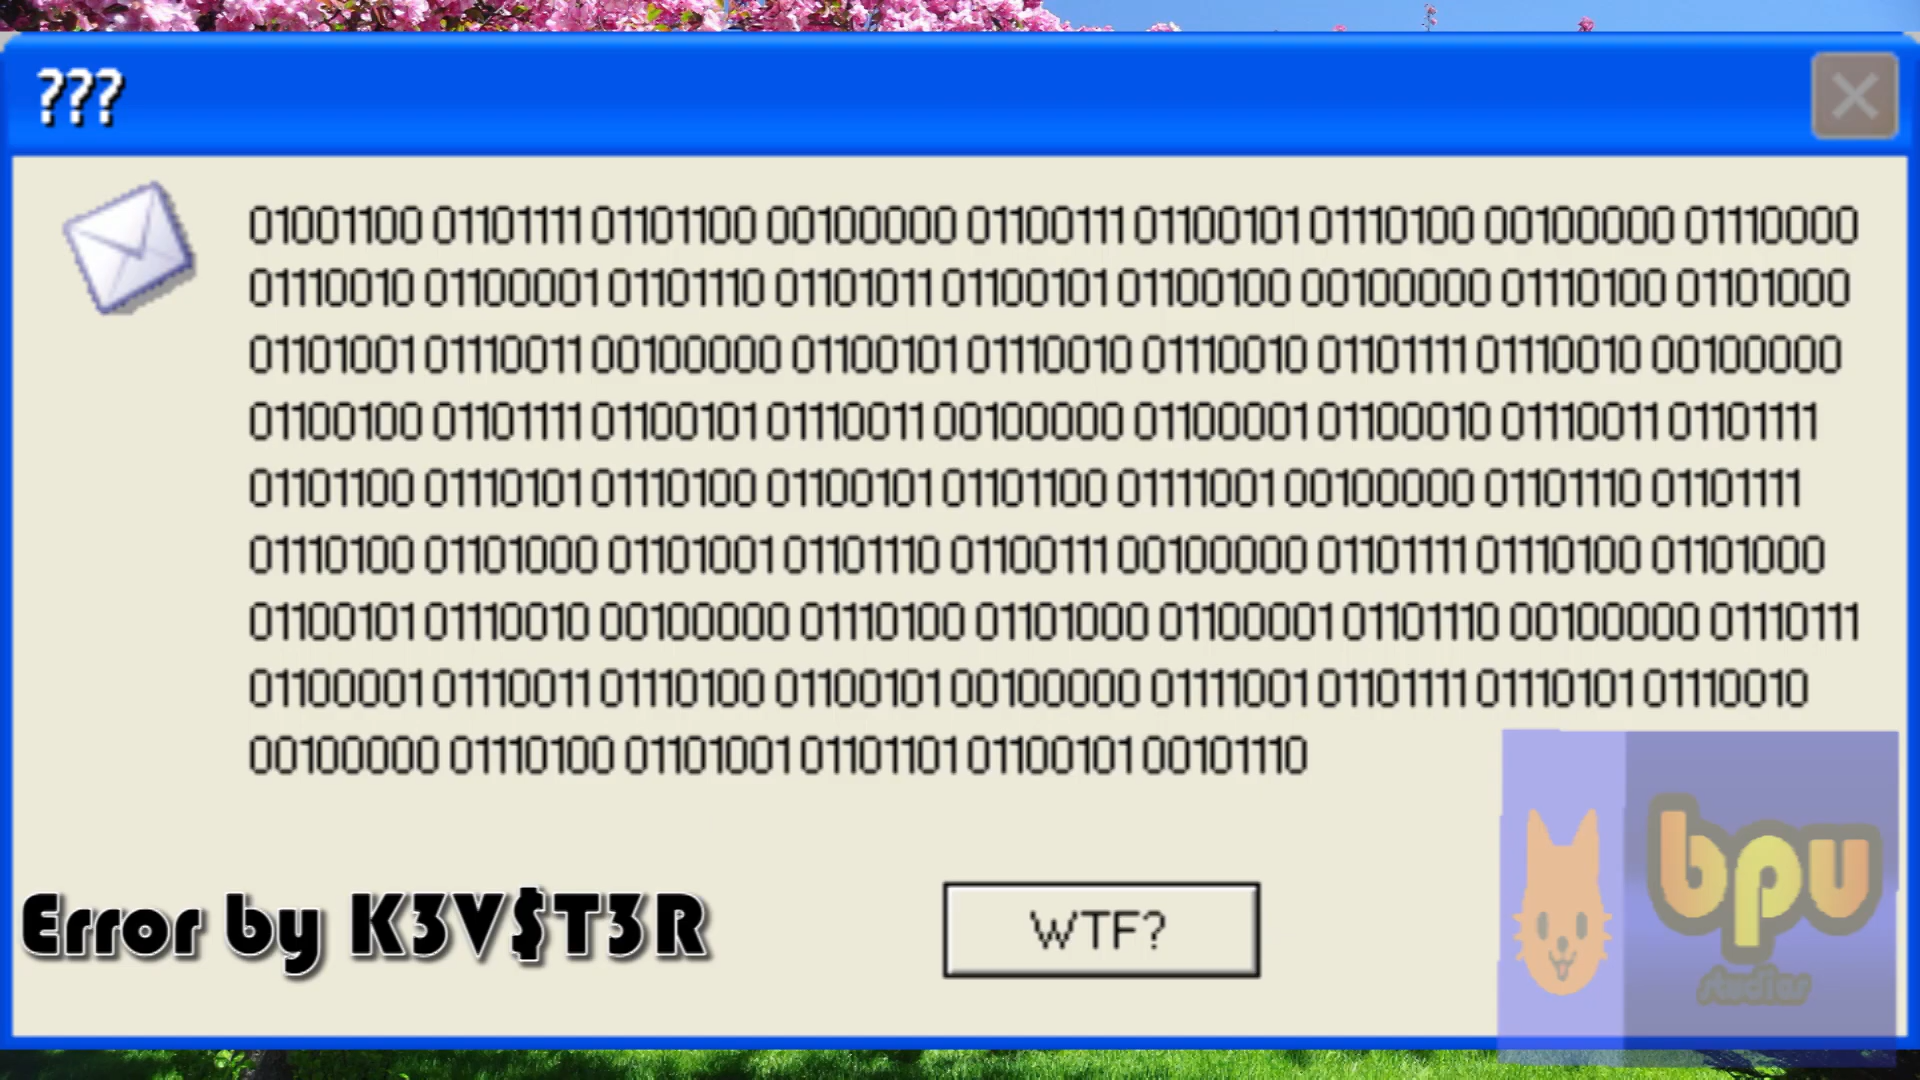 ???
01001100 01101111 01101100 00100000 01100111 01100101 01110100 00100000 01110000
01110010 01100001 01101110 01101011 01100101 01100100 00100000 01110100 01101000
01101001 01110011 00100000 01100101 01110010 01110010 01101111 01110010 00100000
01100100 01101111 01100101 01110011 00100000 01100001 01100010 01110011 01101111
01101100 01110101 01110100 01100101 01101100 01111001 00100000 01101110 01101111
01110100 01101000 01101001 01101110 01100111 00100000 01101111 01110100 01101000
01100101 01110010 00100000 01110100 01101000 01100001 01101110 00100000 01110111
01100001 01110011 01110100 01100101 00100000 01111001 01101111 01110101 01110010
00100000 01110100 01101001 01101101 01100101 00101110
Error by K3V$T3R
WTF?
bpu
studios